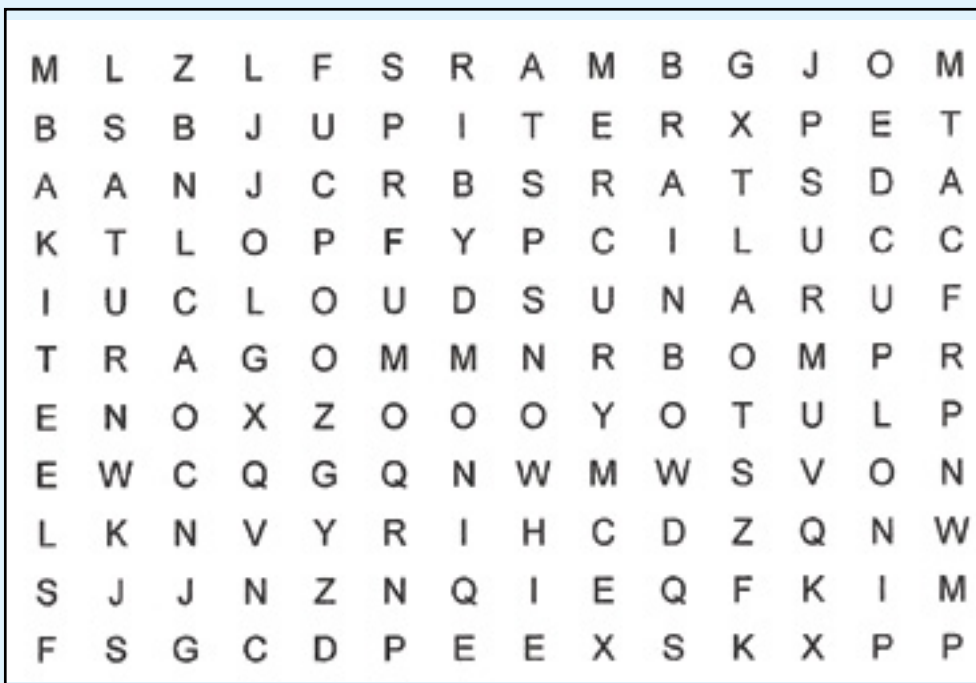 M L Z L F S R A M B G J O M
B S B J U P I T E R X P E T
A A N J C R B S R A T S D A
K T L O P F Y P C I L U C C
I U C L O U D S U N A R U F
T R A G O M M N R B O M P R
E N O X Z O O O Y O T U L P
E W C Q G Q N W M W S V O N
L K N V Y R I H C D Z Q N W
S J J N Z N Q I E Q F K I M
F S G C D P E E X S K X P P